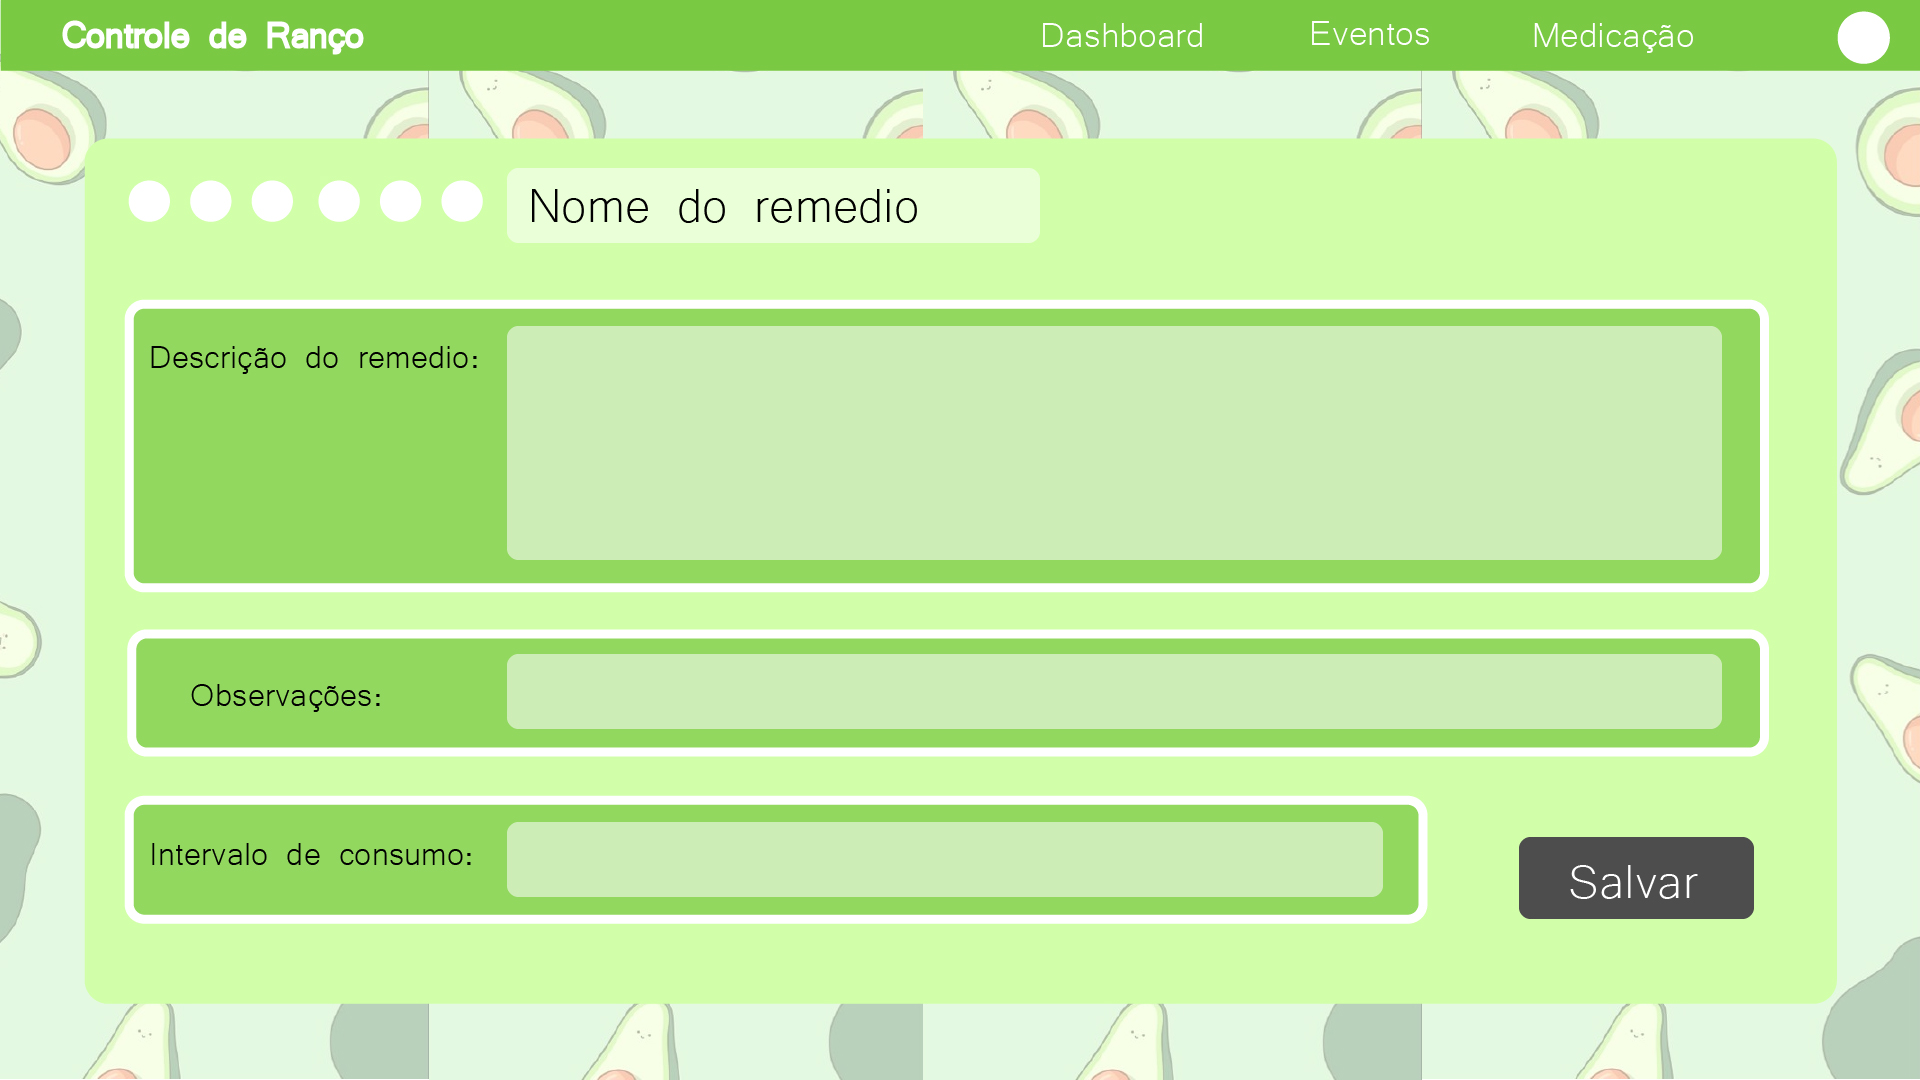 Controle de Ranço
Dashboard
Eventos
Medicação
Nome do remedio
Descrição do remedio:
Observações:
Intervalo de consumo:
Salvar